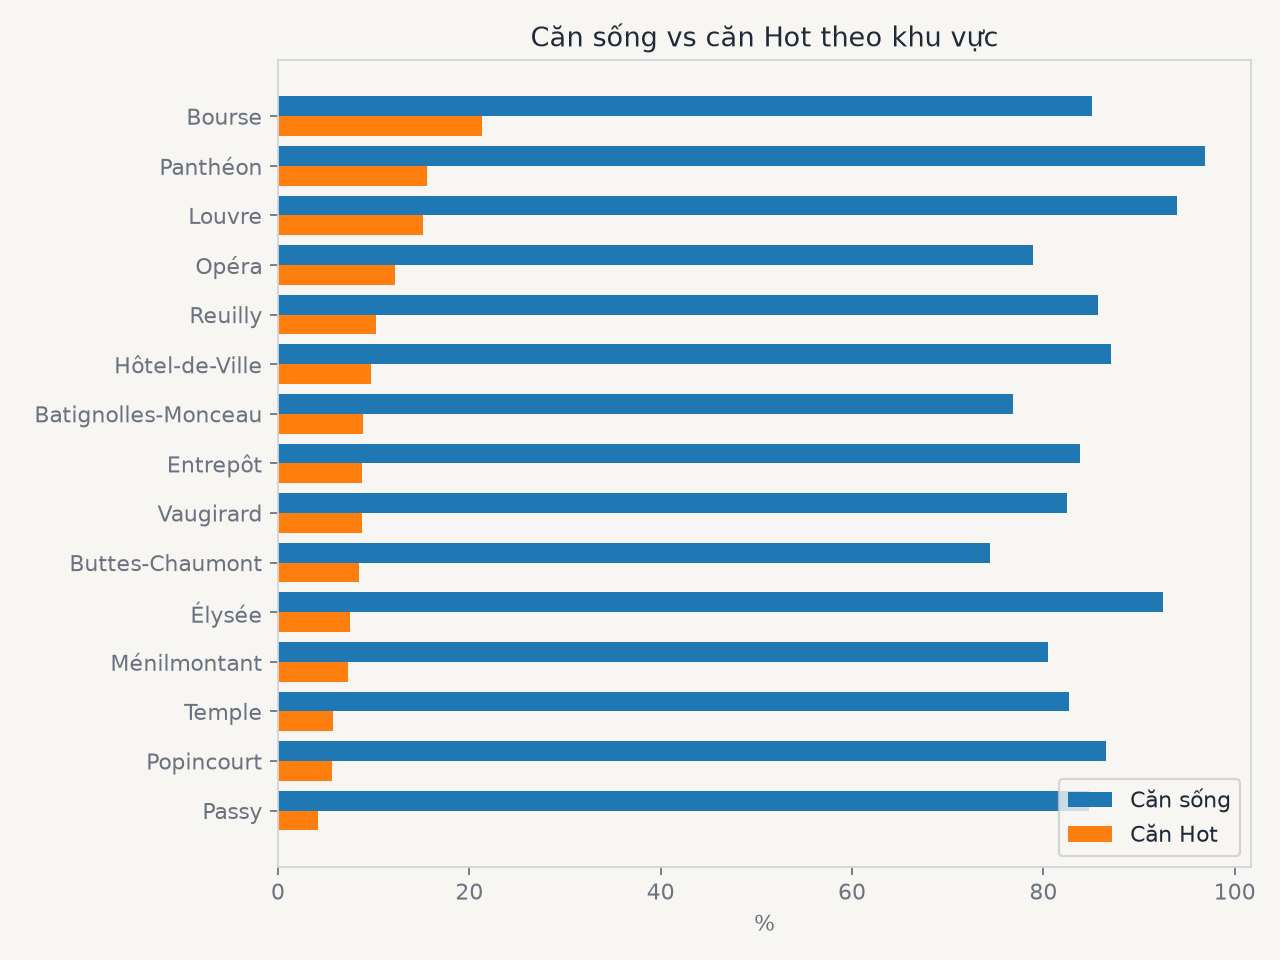 Căn sống vs căn Hot theo khu vực
Bourse
Panthéon
Louvre
Opéra
Reuilly
Hôtel-de-Ville
Batignolles-Monceau
Entrepôt
Vaugirard
Buttes-Chaumont
Élysée
Ménilmontant
Temple
Popincourt
Passy
Căn sống
Căn Hot
0 20 40 60 80 100
%